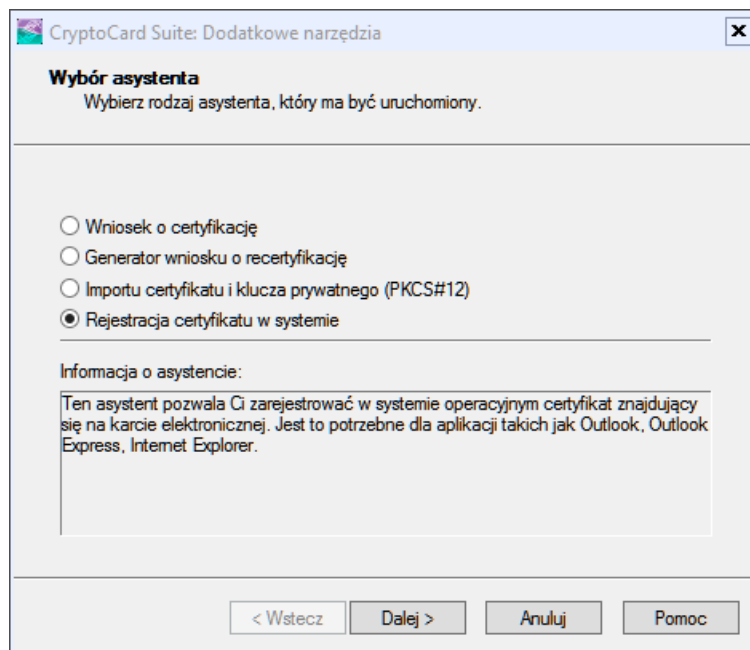 CryptoCard Suite: Dodatkowe narzędzia
Wybór asystenta
Wybierz rodzaj asystenta, który ma być uruchomiony.
Wniosek o certyfikację
Generator wniosku o recertyfikację
Importu certyfikatu i klucza prywatnego (PKCS#12)
Rejestracja certyfikatu w systemie
Informacja o asystencie:
Ten asystent pozwala Ci zarejestrować w systemie operacyjnym certyfikat znajdujący
się na karcie elektronicznej. Jest to potrzebne dla aplikacji takich jak Outlook, Outlook
Express, Internet Explorer.
< Wstecz Dalej > Anuluj Pomoc